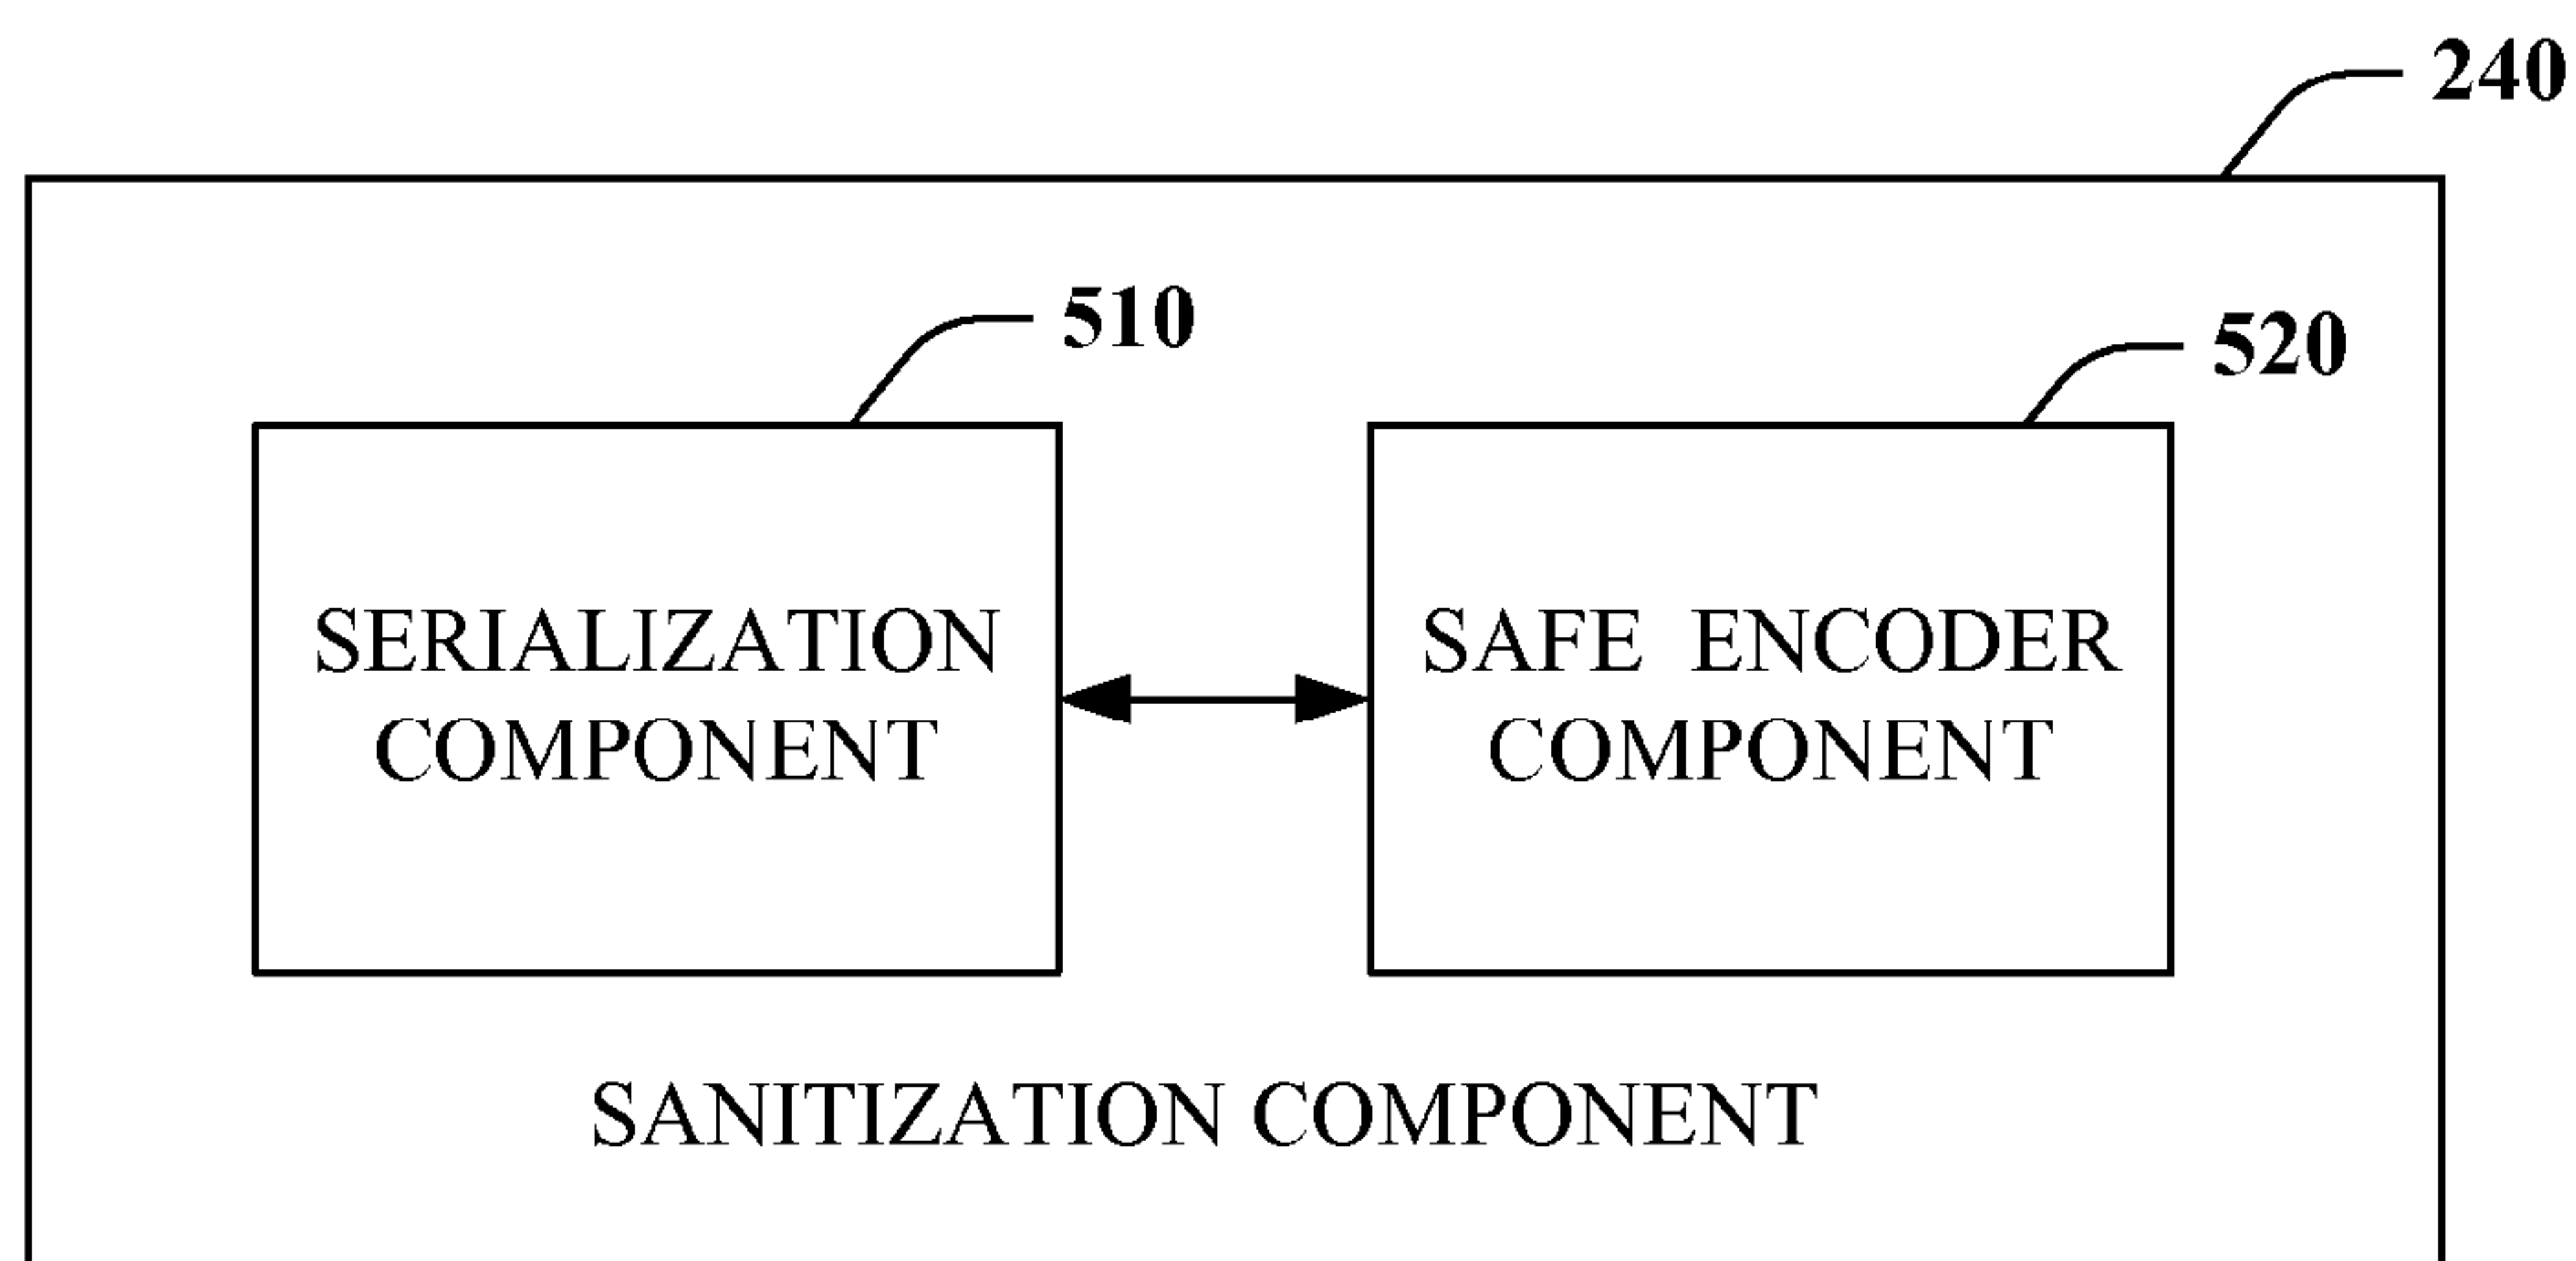 240
510
520
SERIALIZATION
COMPONENT
SAFE ENCODER
COMPONENT
SANITIZATION COMPONENT